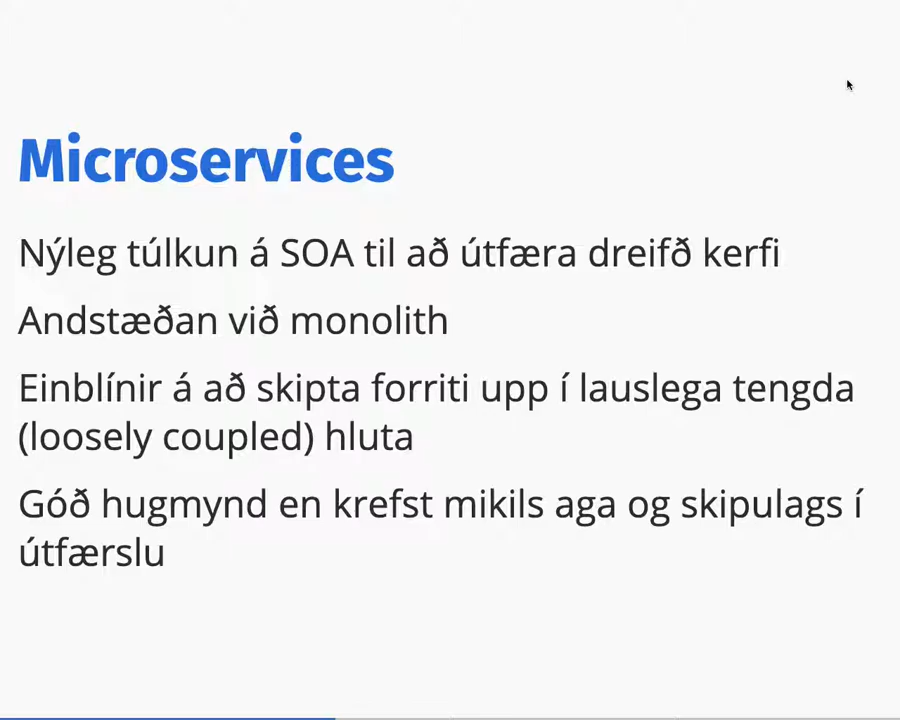 Microservices
Nýleg túlkun á SOA til að útfæra dreifð kerfi
Andstæðan við monolith
Einblínir á að skipta forriti upp í lauslega tengda
(loosely coupled) hluta
Góð hugmynd en krefst mikils aga og skipulags í
útfærslu